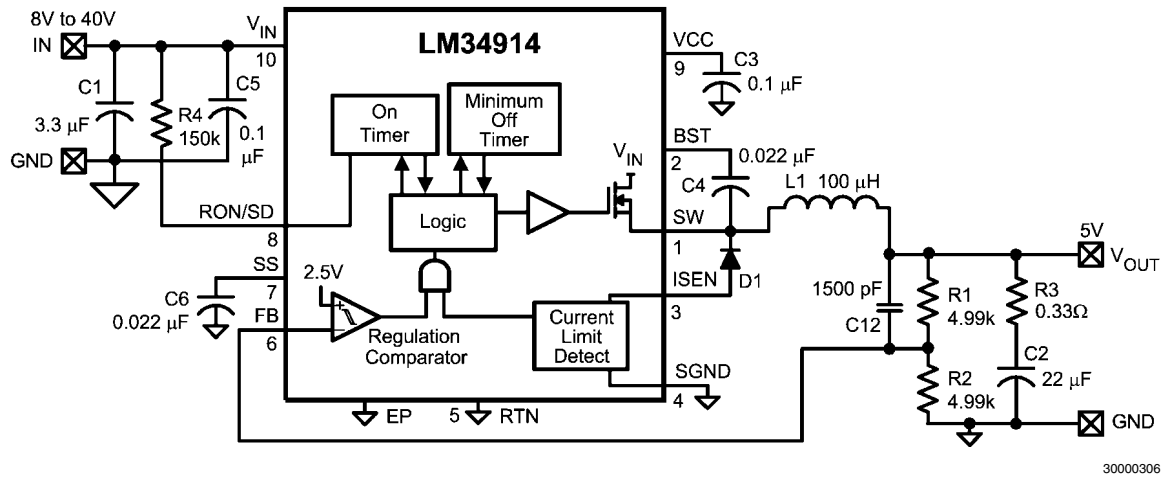 8V to 40V
IN
V_IN
10
LM34914
VCC
9
C3
0.1 µF
C1
3.3 µF
R4
150k
C5
0.1
µF
GND
On
Timer
Minimum
Off
Timer
BST
2
0.022 µF
C4
L1 100 µH
V_IN
RON/SD
8
Logic
SW
1
5V
V_OUT
SS
7
2.5V
ISEN
3
D1
C6
0.022 µF
FB
6
Regulation
Comparator
Current
Limit
Detect
1500 pF
C12
R1
4.99k
R3
0.33Ω
SGND
4
R2
4.99k
C2
22 µF
EP
5
RTN
GND
30000306